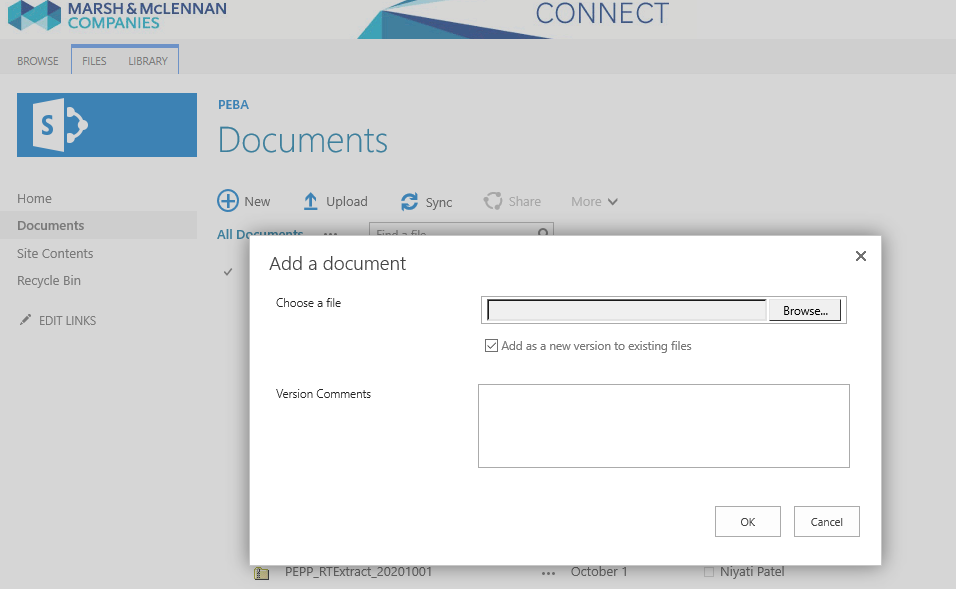 MARSH & McLENNAN
COMPANIES
CONNECT
BROWSE FILES LIBRARY
S
PEBA
Documents
Home
Documents
Site Contents
Recycle Bin
EDIT LINKS
New Upload Sync Share More
All Documents ... Find a file
Add a document
Choose a file
Browse...
Add as a new version to existing files
Version Comments
OK Cancel
PEPP_RTExtract_20201001 ... October 1 Niyati Patel